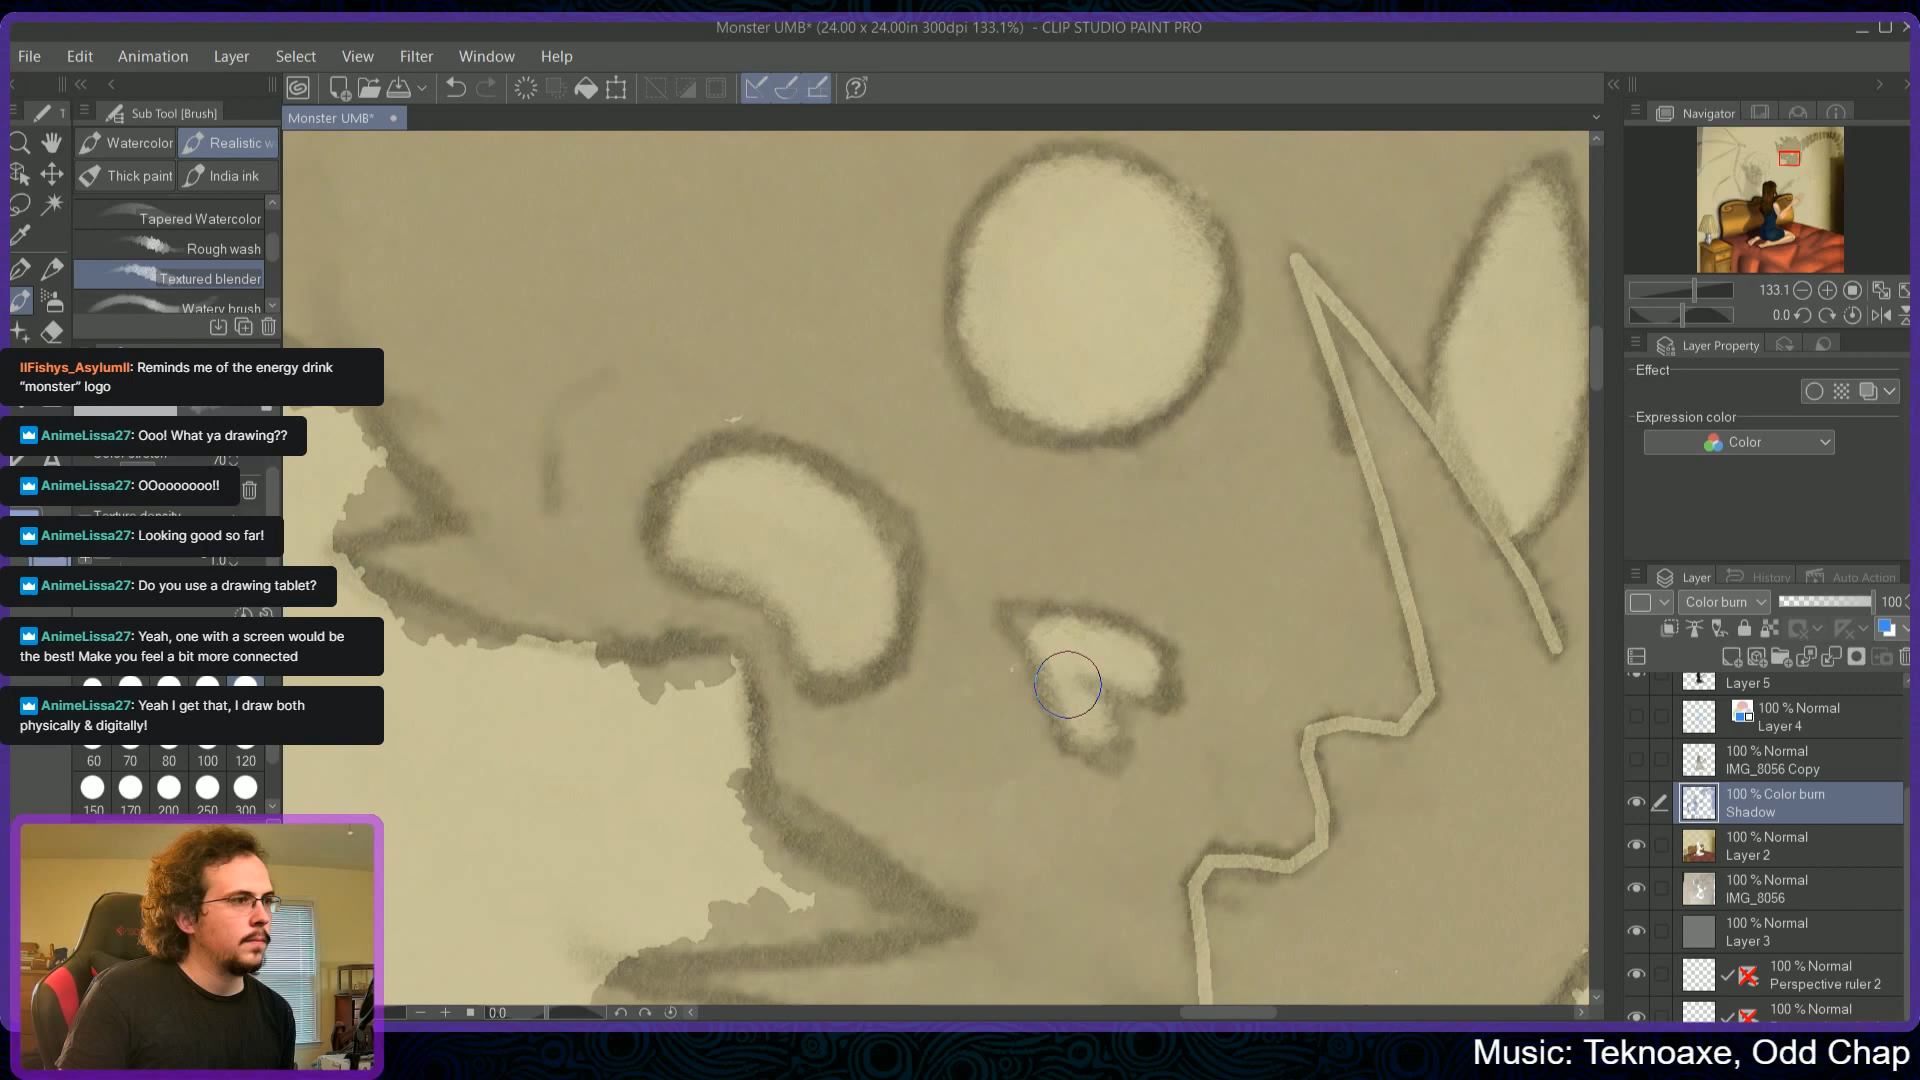 Monster UMB* (24.00 x 24.00in 300dpi 133.1%) - CLIP STUDIO PAINT PRO
File Edit Animation Layer Select View Filter Window Help
Sub Tool [Brush]
Monster UMB*
Navigator
Watercolor Realistic w
Thick paint India ink
Tapered Watercolor
Rough wash
Textured blender
Watery brush
133.1
0.0
Layer Property
Effect
Expression color
Color
IIFishys_AsylumII: Reminds me of the energy drink
“monster” logo
AnimeLissa27: Ooo! What ya drawing??
70
AnimeLissa27: OOooooooo!!
AnimeLissa27: Looking good so far!
1.0
AnimeLissa27: Do you use a drawing tablet?
AnimeLissa27: Yeah, one with a screen would be
the best! Make you feel a bit more connected
AnimeLissa27: Yeah I get that, I draw both
physically & digitally!
60 70 80 100 120
150 170 200 250 300
Layer History Auto Action
Color burn 100
Layer 5
100 % Normal
Layer 4
100 % Normal
IMG_8056 Copy
100 % Color burn
Shadow
100 % Normal
Layer 2
100 % Normal
IMG_8056
100 % Normal
Layer 3
100 % Normal
Perspective ruler 2
100 % Normal
0.0
Music: Teknoaxe, Odd Chap